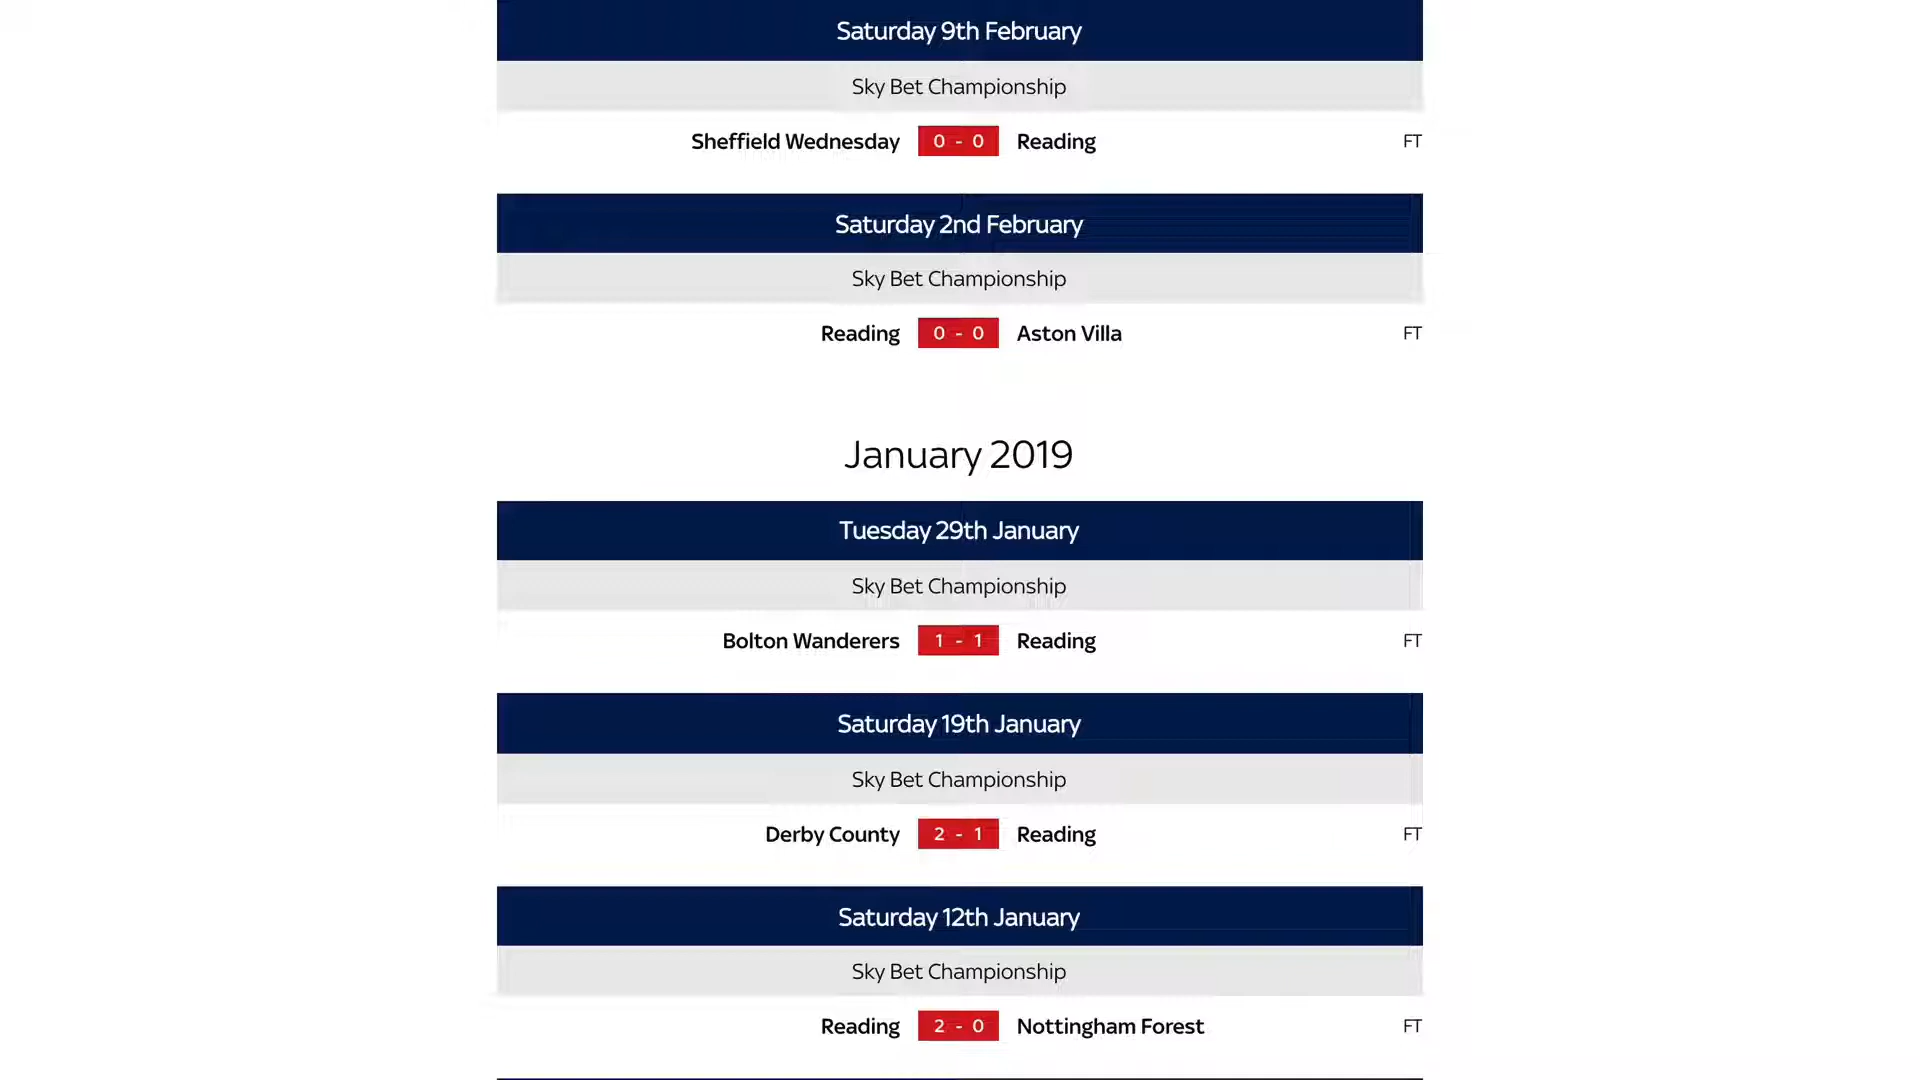 Saturday 9th February
Sky Bet Championship
Sheffield Wednesday 0 - 0 Reading FT
Saturday 2nd February
Sky Bet Championship
Reading 0 - 0 Aston Villa FT
January 2019
Tuesday 29th January
Sky Bet Championship
Bolton Wanderers 1 - 1 Reading FT
Saturday 19th January
Sky Bet Championship
Derby County 2 - 1 Reading FT
Saturday 12th January
Sky Bet Championship
Reading 2 - 0 Nottingham Forest FT